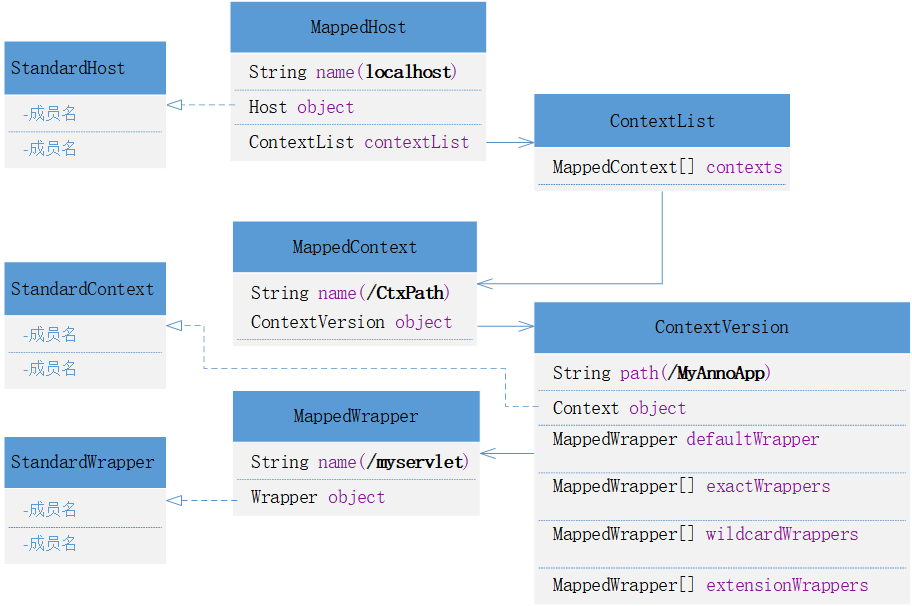 MappedHost
String name(localhost)
Host object
ContextList contextList
StandardHost
-成员名
-成员名
ContextList
MappedContext[] contexts
MappedContext
String name(/CtxPath)
ContextVersion object
StandardContext
-成员名
-成员名
ContextVersion
String path(/MyAnnoApp)
Context object
MappedWrapper defaultWrapper
MappedWrapper[] exactWrappers
MappedWrapper[] wildcardWrappers
MappedWrapper[] extensionWrappers
MappedWrapper
String name(/myservlet)
Wrapper object
StandardWrapper
-成员名
-成员名